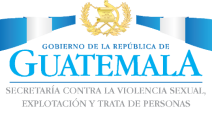 GOBIERNO DE LA REPÚBLICA DE
GUATEMALA
SECRETARÍA CONTRA LA VIOLENCIA SEXUAL,
EXPLOTACIÓN Y TRATA DE PERSONAS